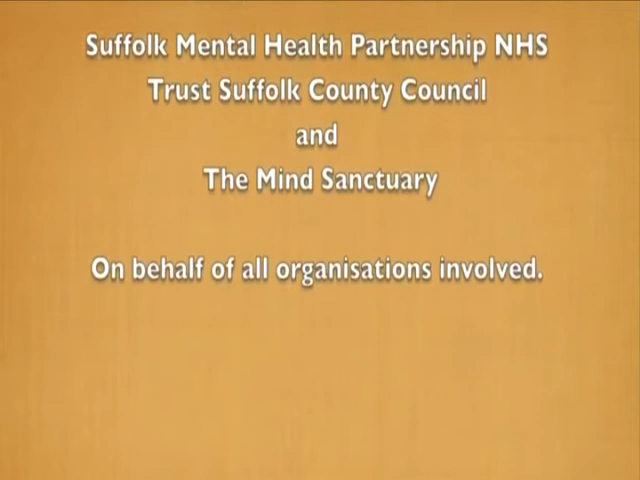 Suffolk Mental Health Partnership NHS
Trust Suffolk County Council
and
The Mind Sanctuary
On behalf of all organisations involved.